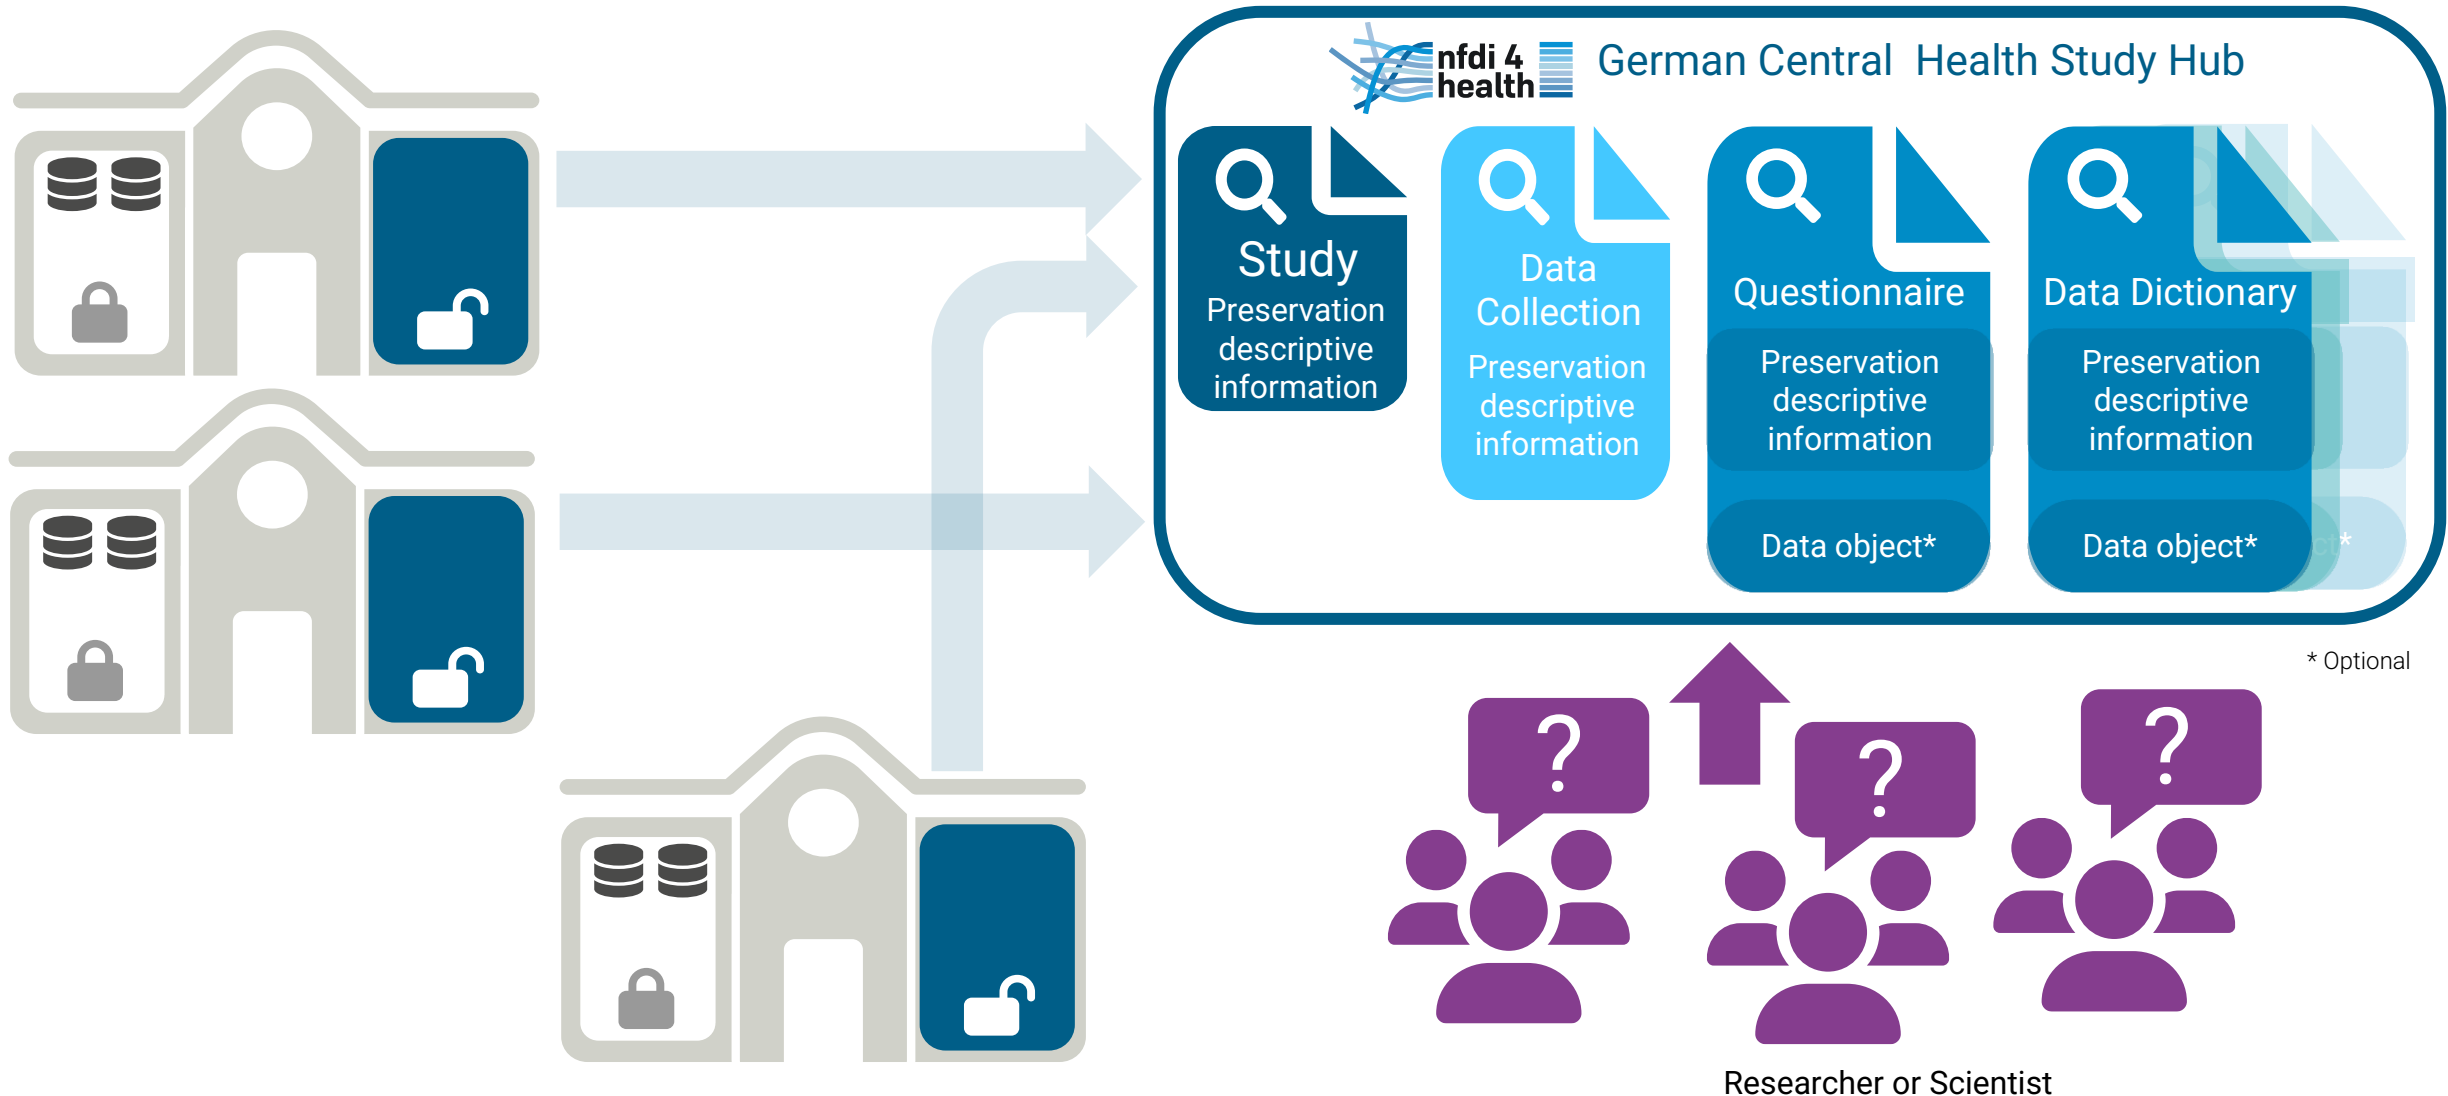 nfdi 4
health
German Central Health Study Hub
Study
Preservation
descriptive
information
Data
Collection
Preservation
descriptive
information
Questionnaire
Preservation
descriptive
information
Data object*
Data Dictionary
Preservation
descriptive
information
Data object*
ct*
* Optional
?
?
?
Researcher or Scientist